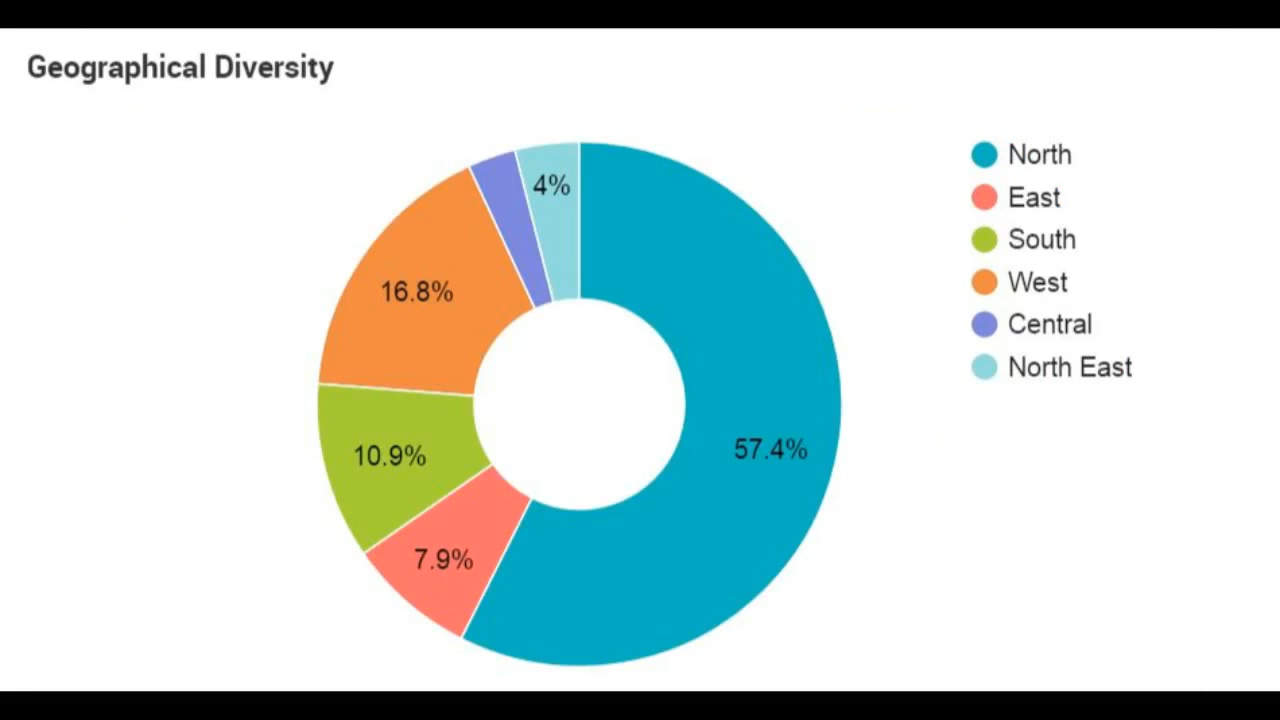 Geographical Diversity
North
East
South
West
Central
North East
4%
16.8%
57.4%
10.9%
7.9%